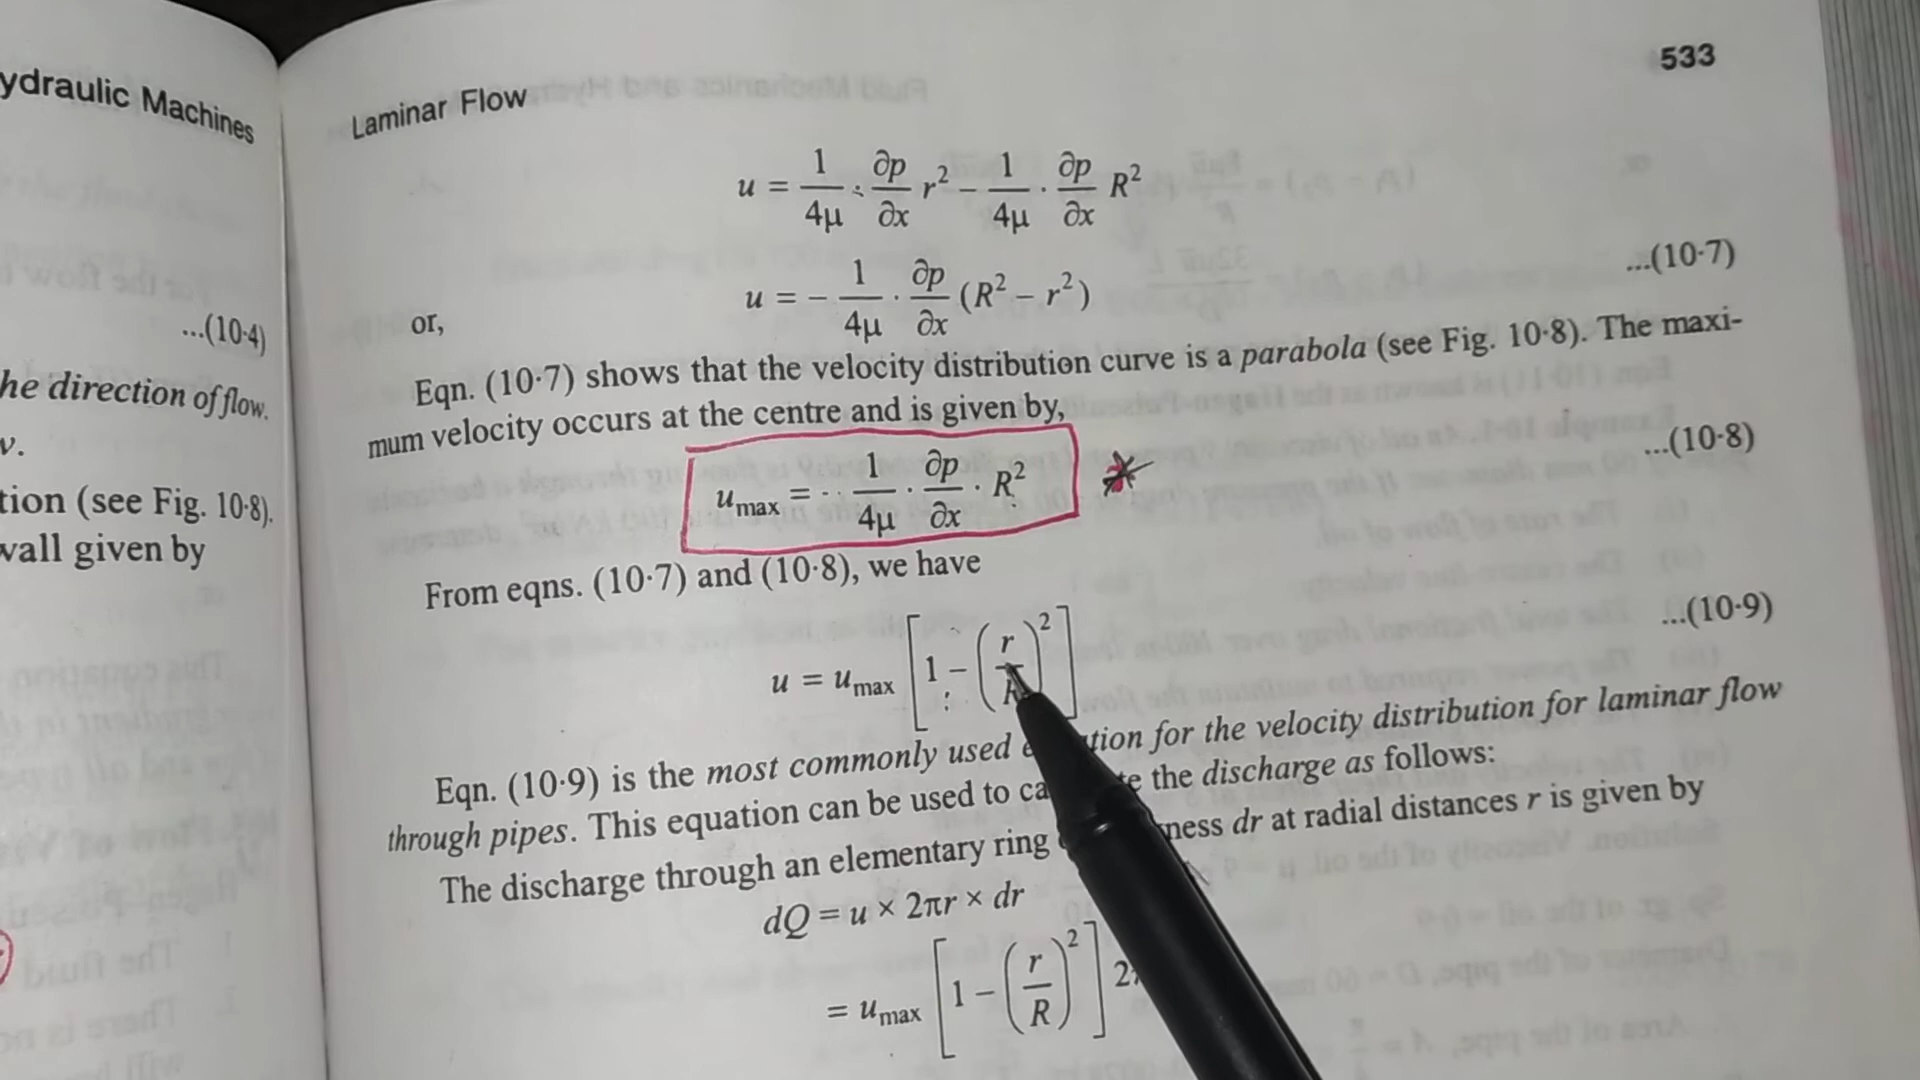 ydraulic Machines
...(10·4)
he direction of flow.
v.
tion (see Fig. 10·8).
wall given by
Laminar Flow
533
u = 1/4μ · ∂p/∂x r² – 1/4μ · ∂p/∂x R²
or, u = – 1/4μ · ∂p/∂x (R² – r²) ...(10·7)
Eqn. (10·7) shows that the velocity distribution curve is a parabola (see Fig. 10·8). The maxi-
mum velocity occurs at the centre and is given by,
u max = – 1/4μ · ∂p/∂x · R² ...(10·8)
From eqns. (10·7) and (10·8), we have
u = u max [1 – (r/R)²] ...(10·9)
Eqn. (10·9) is the most commonly used tion for the velocity distribution for laminar flow
through pipes. This equation can be used to ca te the discharge as follows:
The discharge through an elementary ring ness dr at radial distances r is given by
dQ = u × 2πr × dr
= u max [1 – (r/R)²] 2